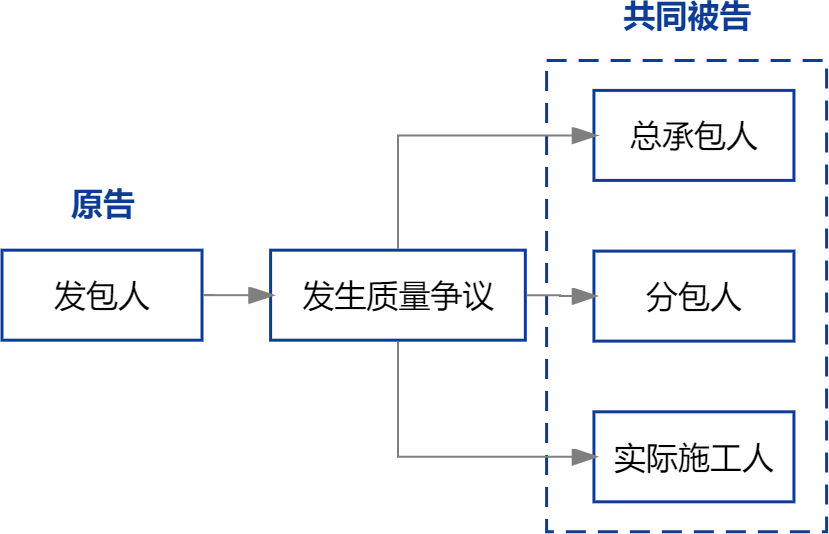 共同被告
总承包人
原告
发包人
发生质量争议
分包人
实际施工人